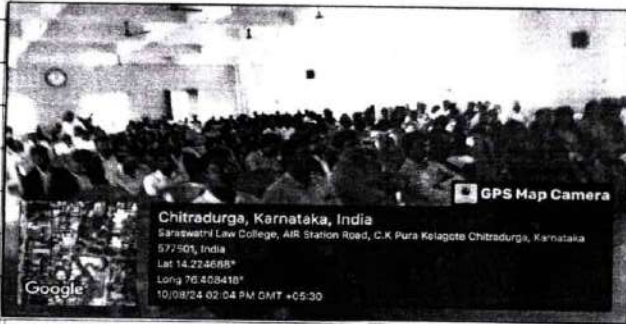 GPS Map Camera
Chitradurga, Karnataka, India
Saraswathi Law College, AIR Station Road, C.K Pura Kelagote Chitradurga, Karnataka
577501, India
Lat 14.224688°
Long 76.408418°
10/08/24 02:04 PM GMT +05:30
Google